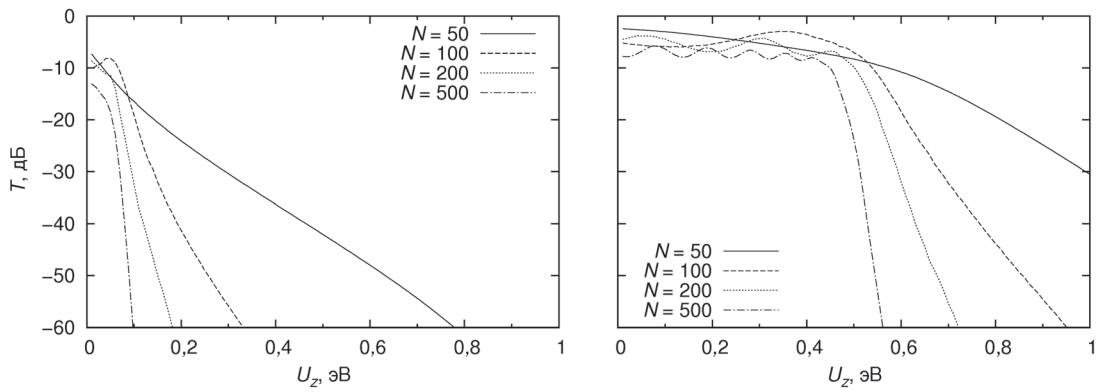 0
−10
−20
−30
−40
−50
−60
T, дБ
N = 50
N = 100
N = 200
N = 500
0 0,2 0,4 0,6 0,8 1
U_z, эВ
N = 50
N = 100
N = 200
N = 500
0 0,2 0,4 0,6 0,8 1
U_z, эВ